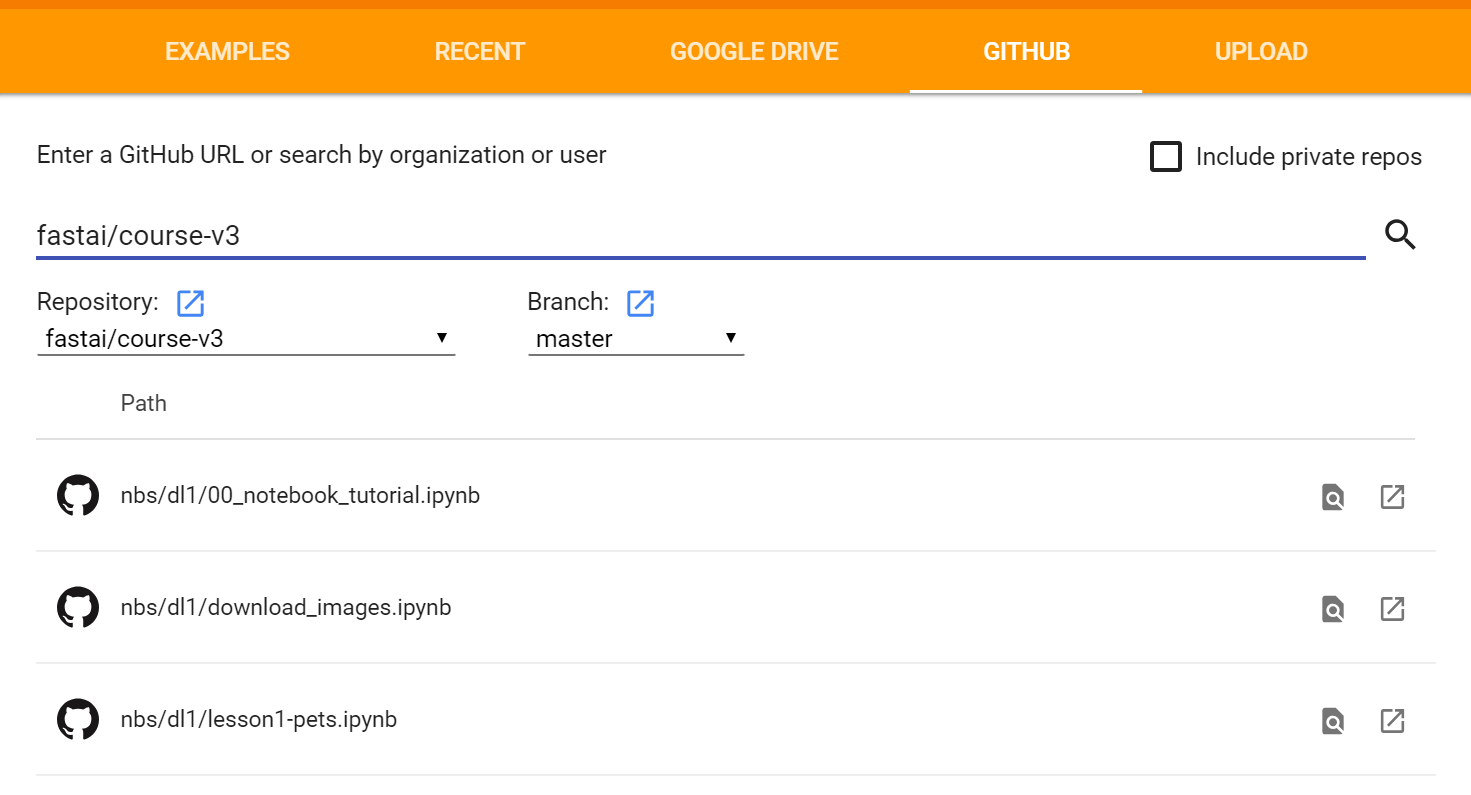 EXAMPLES RECENT GOOGLE DRIVE GITHUB UPLOAD
Enter a GitHub URL or search by organization or user
Include private repos
fastai/course-v3
Repository: Branch:
fastai/course-v3 master
Path
nbs/dl1/00_notebook_tutorial.ipynb
nbs/dl1/download_images.ipynb
nbs/dl1/lesson1-pets.ipynb